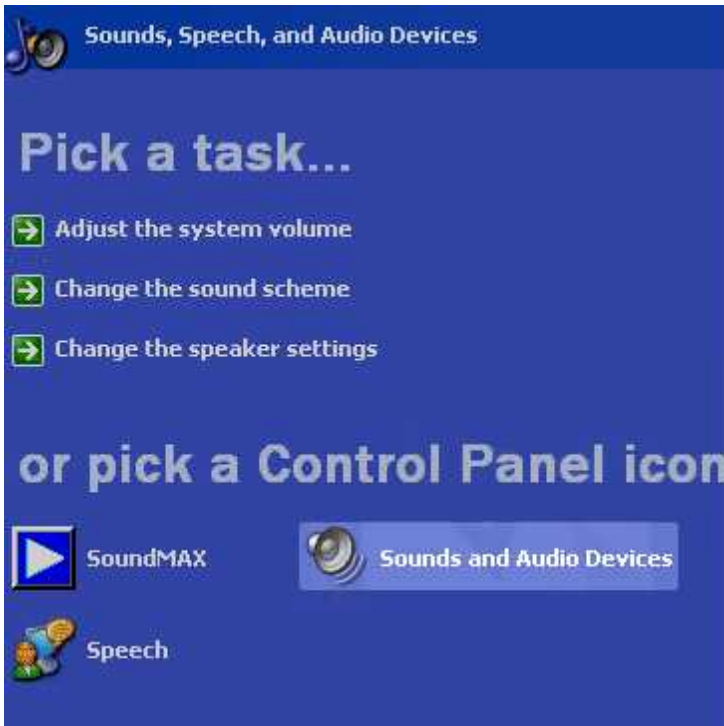 Sounds, Speech, and Audio Devices
Pick a task...
Adjust the system volume
Change the sound scheme
Change the speaker settings
or pick a Control Panel icon
SoundMAX
Sounds and Audio Devices
Speech